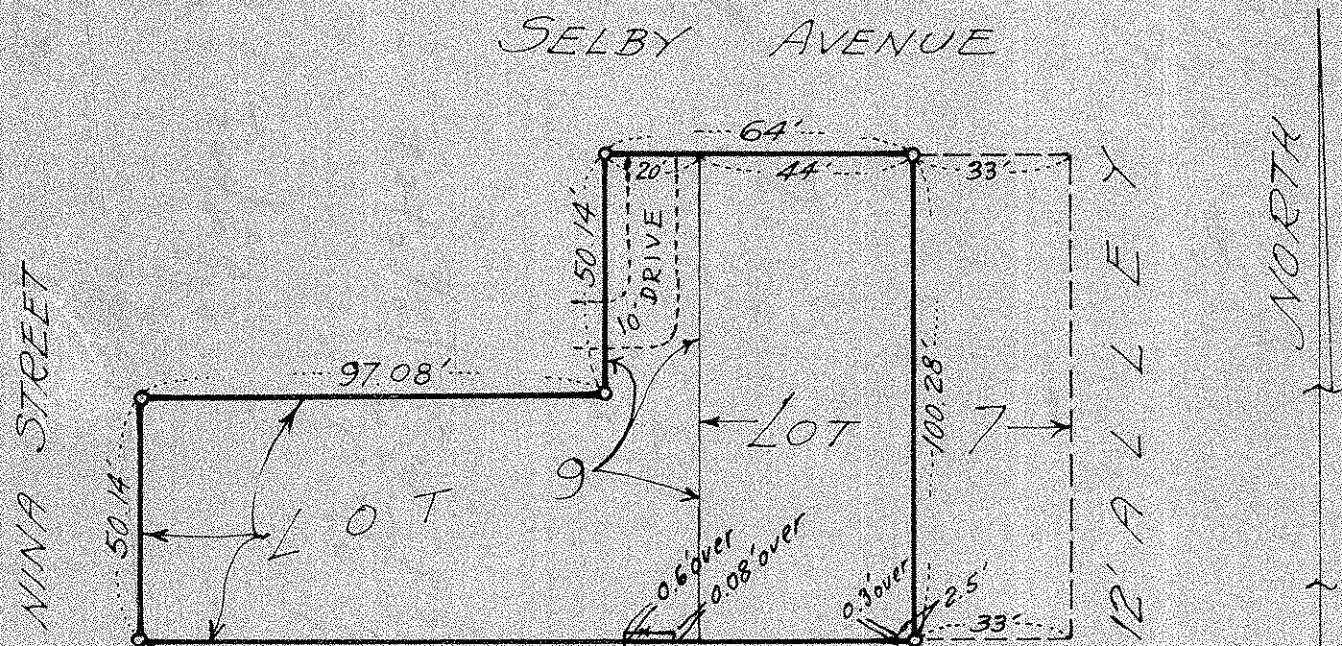 SELBY AVENUE
64'
20' 44' 33'
50.14'
10' DRIVE
NORTH
NINA STREET
97.08'
100.28'
LOT 7
12' ALLEY
9
50.14'
LOT
0.6' over
0.08' over
0.3' over
2.5'
33'